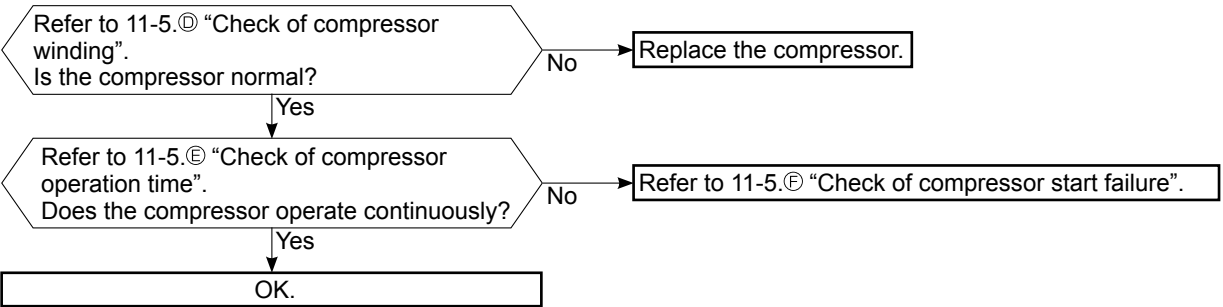 Refer to 11-5.Ⓓ “Check of compressor
winding”.
Is the compressor normal?
No
Replace the compressor.
Yes
Refer to 11-5.Ⓔ “Check of compressor
operation time”.
Does the compressor operate continuously?
No
Refer to 11-5.Ⓕ “Check of compressor start failure”.
Yes
OK.